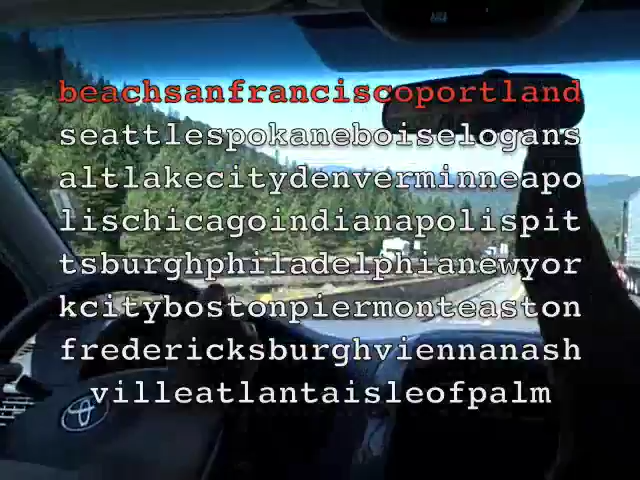 beachsanfranciscoportland
seattlespokaneboiselogans
altlakecitydenverminneapo
lischicagoindianapolispit
tsburghphiladelphianewyor
kcitybostonpiermonteaston
fredericksburghviennanash
villeatlantaisleofpalm